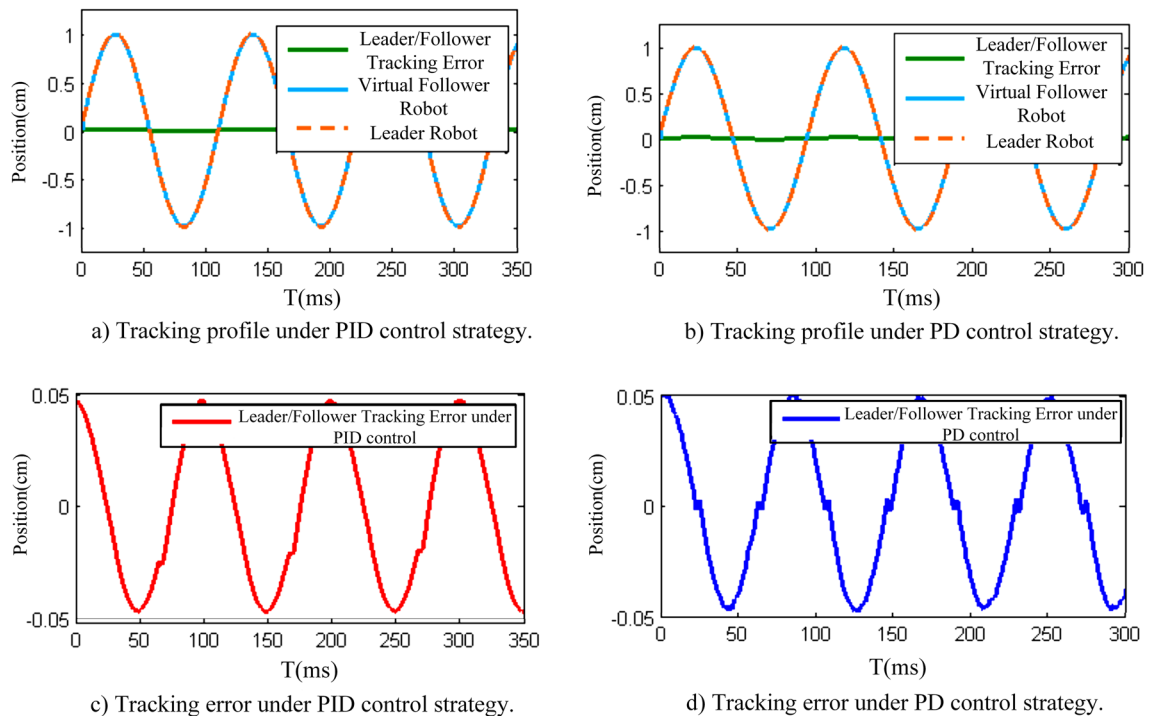 1
0.5
0
-0.5
-1
Position(cm)
Leader/Follower
Tracking Error
Virtual Follower
Robot
Leader Robot
0 50 100 150 200 250 300 350
T(ms)
a) Tracking profile under PID control strategy.
1
0.5
0
-0.5
-1
Position(cm)
Leader/Follower
Tracking Error
Virtual Follower
Robot
Leader Robot
0 50 100 150 200 250 300
T(ms)
b) Tracking profile under PD control strategy.
0.05
0
-0.05
Position(cm)
Leader/Follower Tracking Error under
PID control
0 50 100 150 200 250 300 350
T(ms)
c) Tracking error under PID control strategy.
0.05
0
-0.05
Position(cm)
Leader/Follower Tracking Error under
PD control
0 50 100 150 200 250 300
T(ms)
d) Tracking error under PD control strategy.